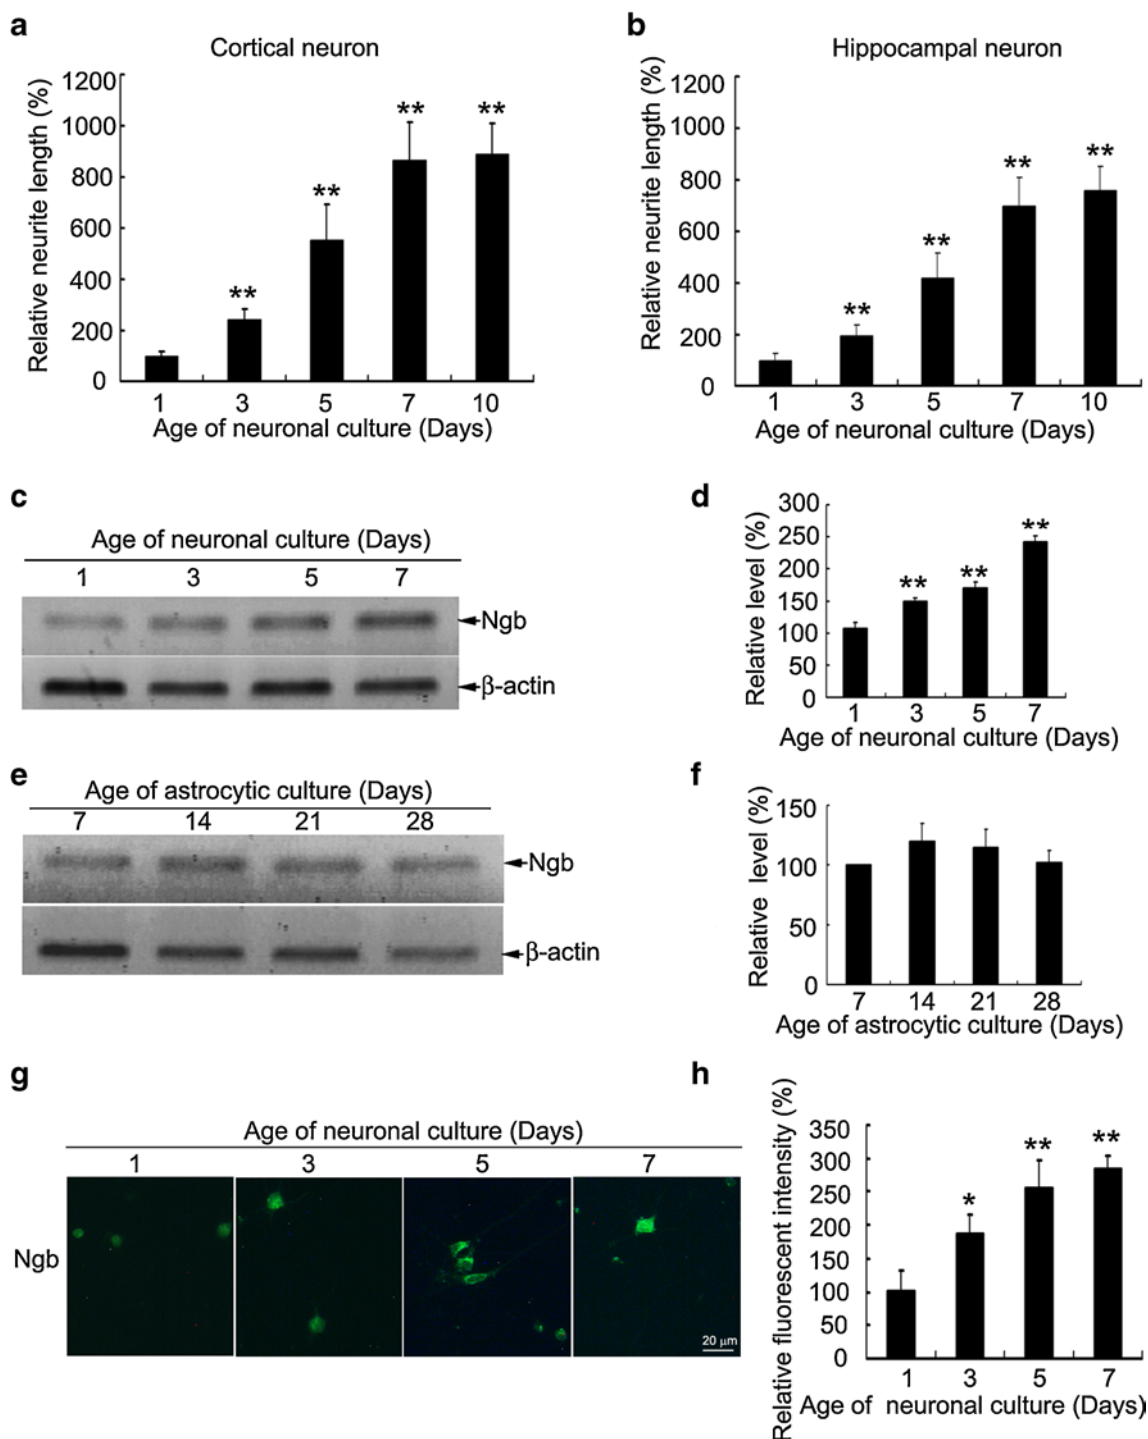 a
Cortical neuron
Relative neurite length (%)
1200
1000
800
600
400
200
0
** ** ** **
1 3 5 7 10
Age of neuronal culture (Days)
b
Hippocampal neuron
Relative neurite length (%)
1200
1000
800
600
400
200
0
** ** ** **
1 3 5 7 10
Age of neuronal culture (Days)
c
Age of neuronal culture (Days)
1 3 5 7
Ngb
β-actin
d
Relative level (%)
300
250
200
150
100
50
0
** ** **
1 3 5 7
Age of neuronal culture (Days)
e
Age of astrocytic culture (Days)
7 14 21 28
Ngb
β-actin
f
Relative level (%)
150
100
50
0
7 14 21 28
Age of astrocytic culture (Days)
g
Age of neuronal culture (Days)
1 3 5 7
Ngb
20 µm
h
Relative fluorescent intensity (%)
350
300
250
200
150
100
50
0
* ** **
1 3 5 7
Age of neuronal culture (Days)